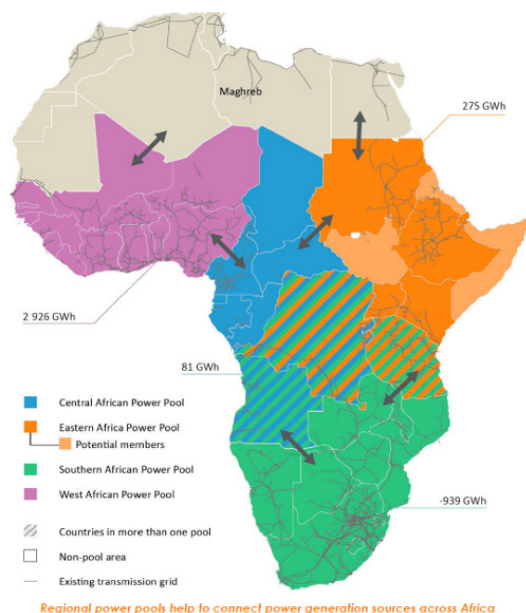 Maghreb
275 GWh
2 926 GWh
81 GWh
Central African Power Pool
Eastern Africa Power Pool
Potential members
Southern African Power Pool
West African Power Pool
-939 GWh
Countries in more than one pool
Non-pool area
Existing transmission grid
Regional power pools help to connect power generation sources across Africa